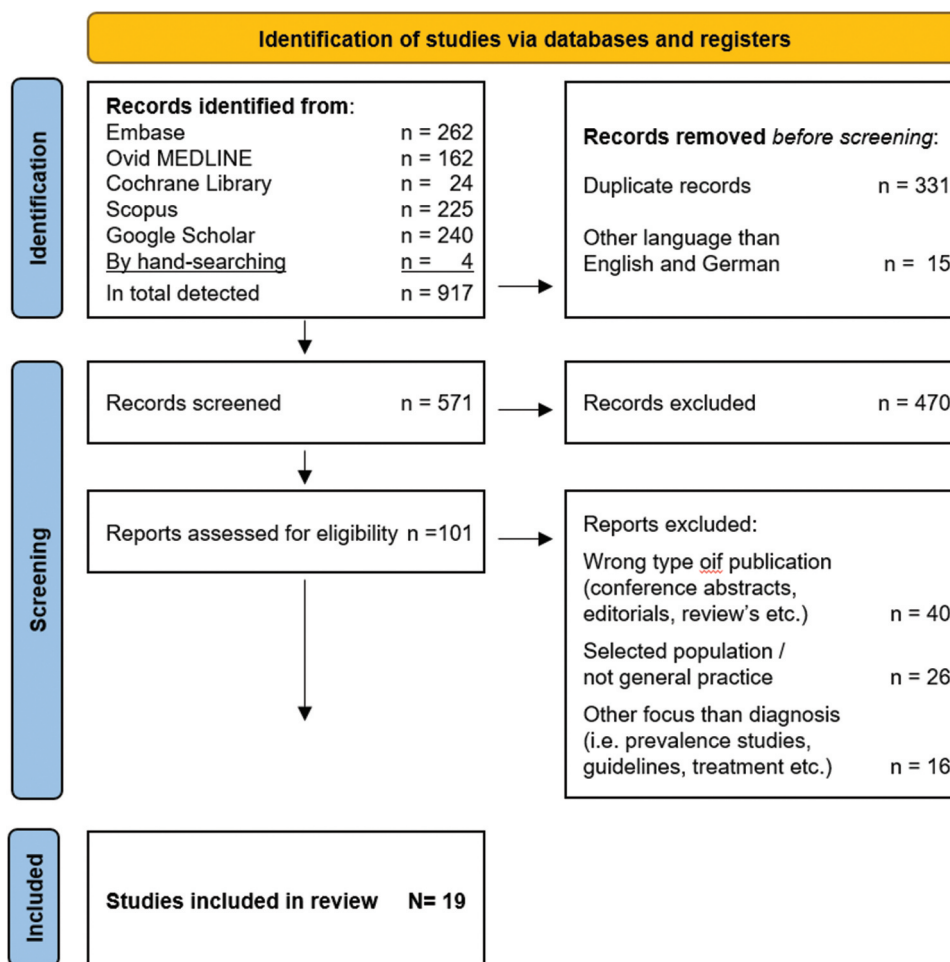 Identification of studies via databases and registers
Identification
Records identified from:
Embase n = 262
Ovid MEDLINE n = 162
Cochrane Library n = 24
Scopus n = 225
Google Scholar n = 240
By hand-searching n = 4
In total detected n = 917
Records removed before screening:
Duplicate records n = 331
Other language than
English and German n = 15
Screening
Records screened n = 571
Records excluded n = 470
Reports assessed for eligibility n =101
Reports excluded:
Wrong type oif publication
(conference abstracts,
editorials, review's etc.) n = 40
Selected population /
not general practice n = 26
Other focus than diagnosis
(i.e. prevalence studies,
guidelines, treatment etc.) n = 16
Included
Studies included in review N= 19